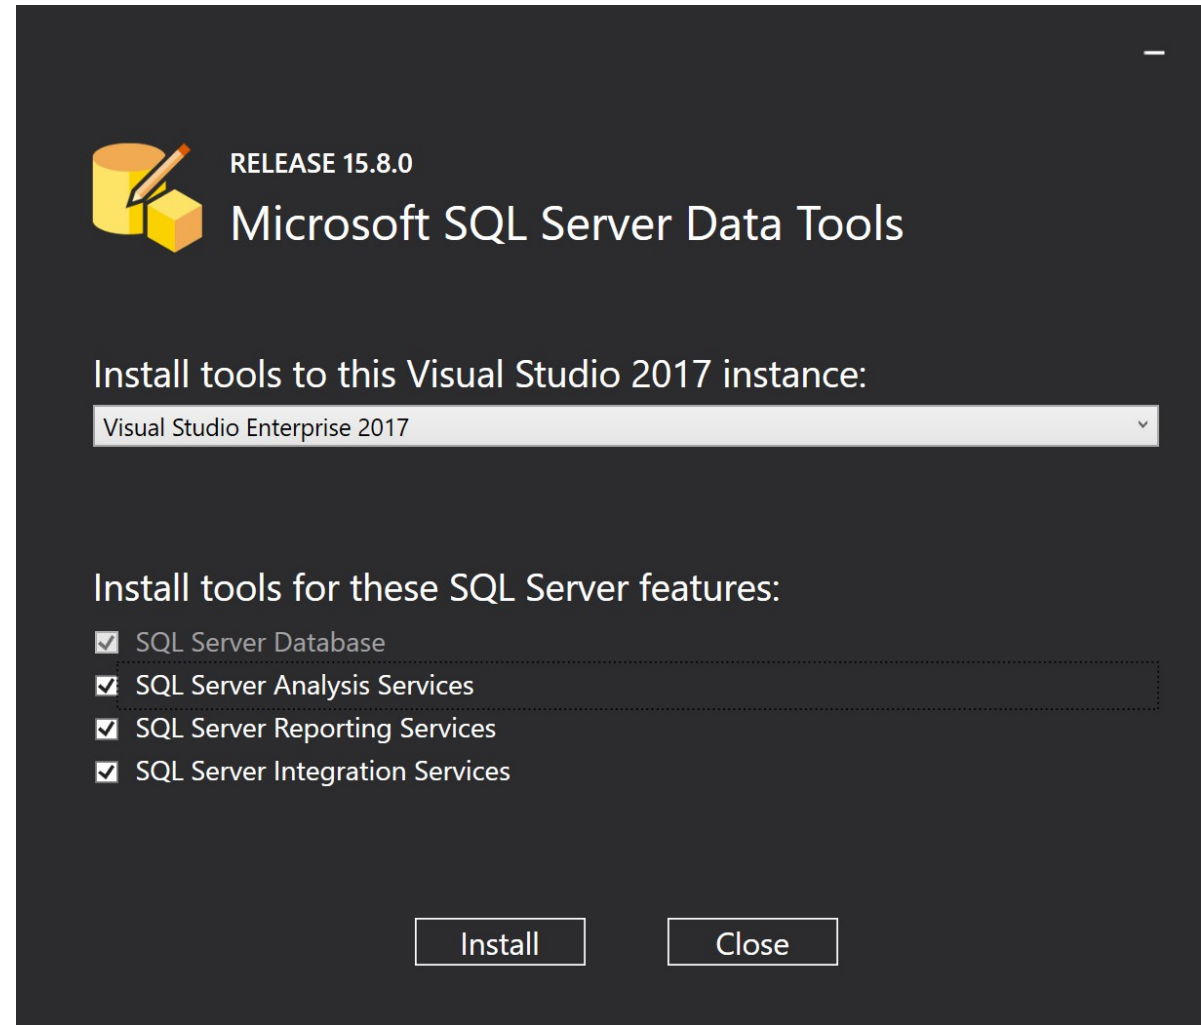 RELEASE 15.8.0
Microsoft SQL Server Data Tools
Install tools to this Visual Studio 2017 instance:
Visual Studio Enterprise 2017
Install tools for these SQL Server features:
SQL Server Database
SQL Server Analysis Services
SQL Server Reporting Services
SQL Server Integration Services
Install
Close